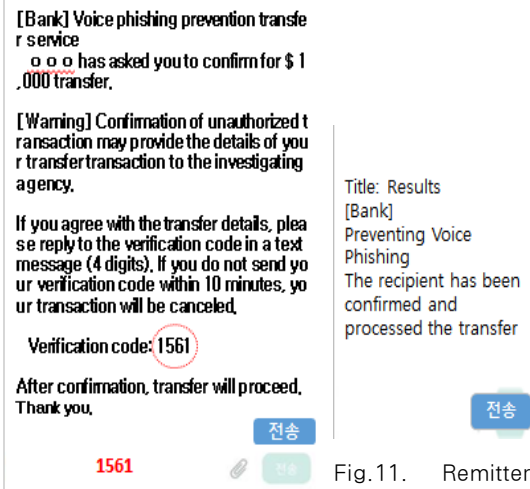 [Bank] Voice phishing prevention transfe
r service
o o o has asked you to confirm for $ 1
,000 transfer.
[Warning] Confirmation of unauthorized t
ransaction may provide the details of you
r transfer transaction to the investigating
agency.
If you agree with the transfer details, plea
se reply to the verification code in a text
message (4 digits). If you do not send yo
ur verification code within 10 minutes, yo
ur transaction will be canceled.
Verification code: 1561
After confirmation, transfer will proceed.
Thank you.
전송
1561
전송
Title: Results
[Bank]
Preventing Voice
Phishing
The recipient has been
confirmed and
processed the transfer
전송
Fig.11. Remitter